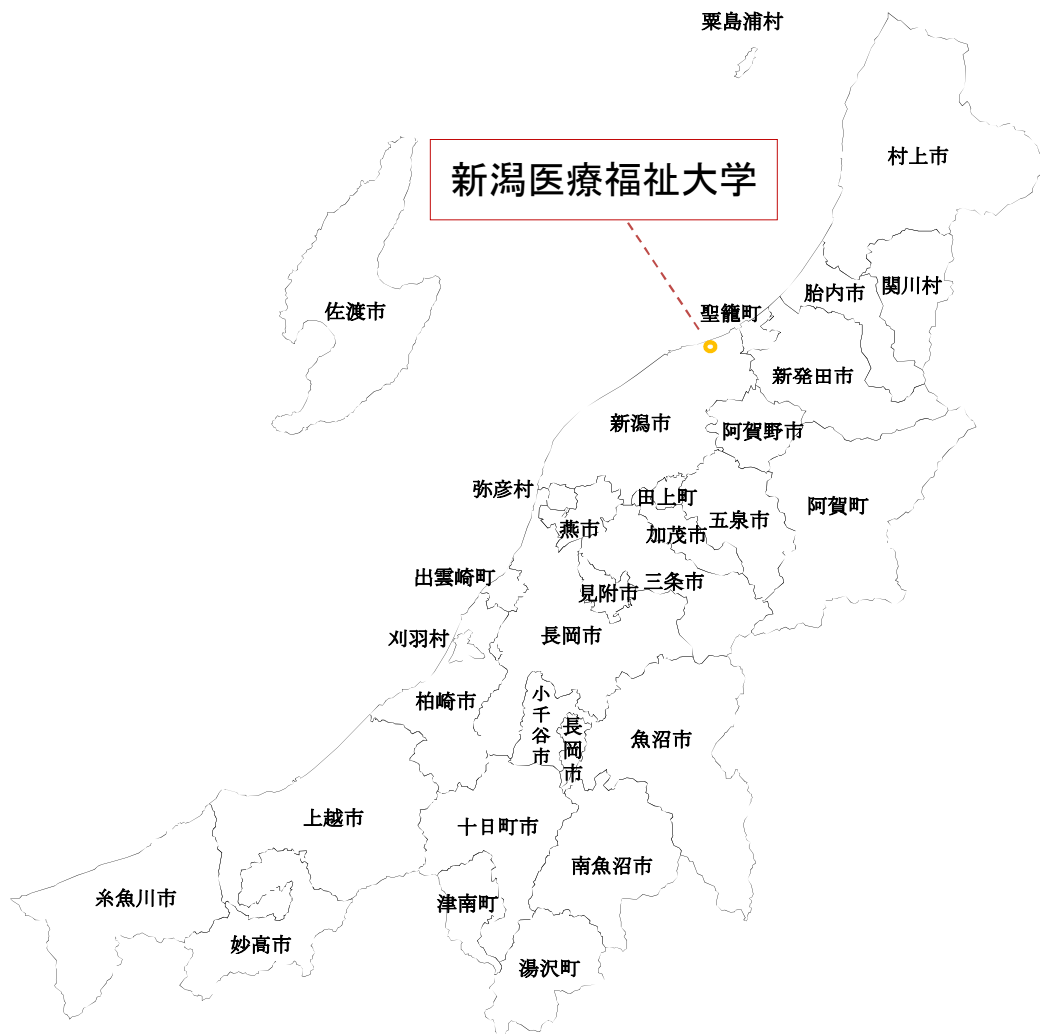 粟島浦村
村上市
新潟医療福祉大学
関川村
胎内市
佐渡市
聖籠町
新発田市
新潟市
阿賀野市
弥彦村
田上町
阿賀町
五泉市
燕市
加茂市
出雲崎町
三条市
見附市
長岡市
刈羽村
柏崎市
小千谷市
長岡市
魚沼市
上越市
十日町市
南魚沼市
糸魚川市
津南町
妙高市
湯沢町